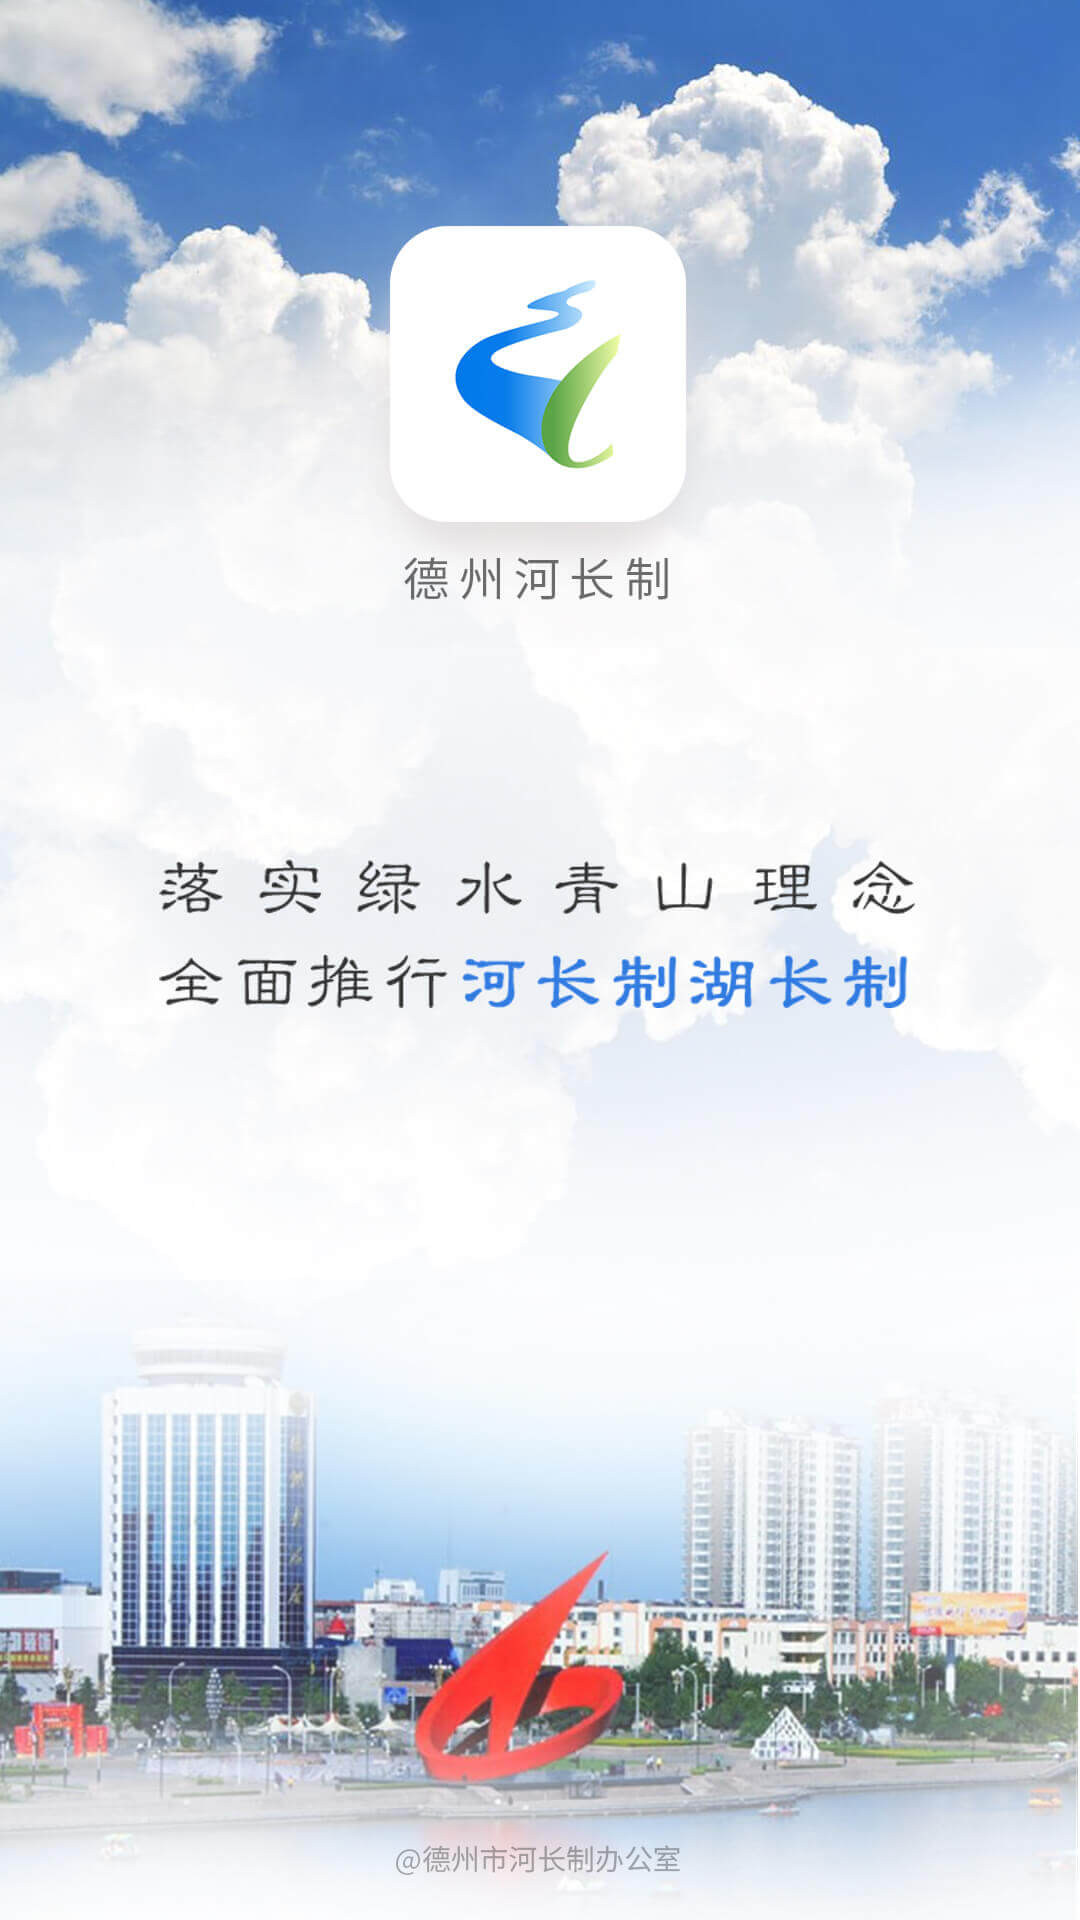 德州河长制
落实绿水青山理念
全面推行河长制湖长制
@德州市河长制办公室